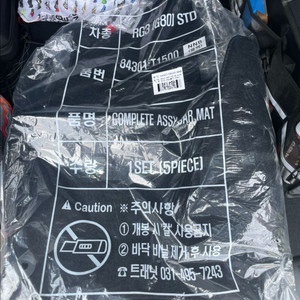 차종 RG3 (G80) STD
품번 84301-T1500
품명 COMPLETE ASSY-AB,MAT
수량 1SET [5PIECE]
⚠ Caution ※주의사항
① 개봉시 칼 사용금지
② 바닥 비닐 제거 후 사용
✆트래닛 031-495-7243